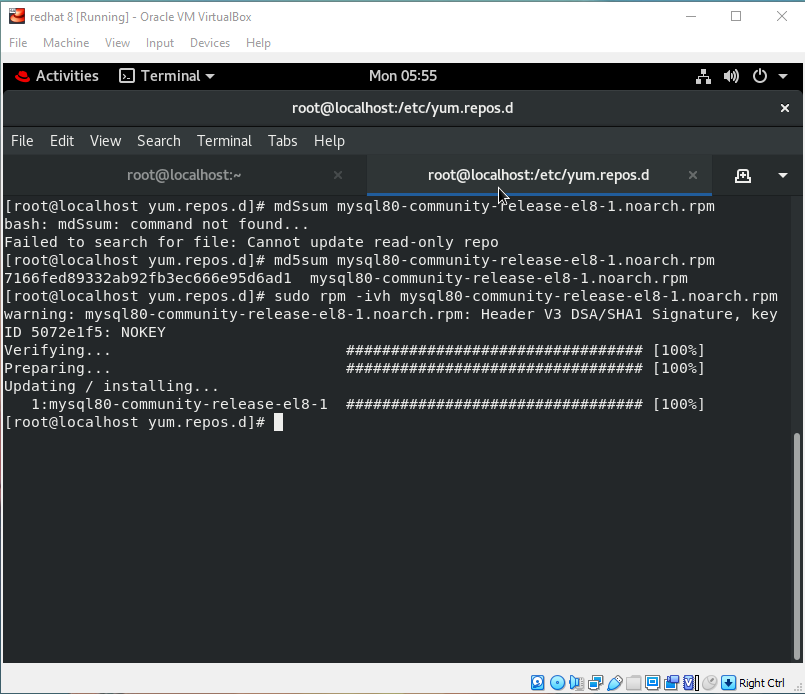 redhat 8 [Running] - Oracle VM VirtualBox
File Machine View Input Devices Help
Activities Terminal Mon 05:55
root@localhost:/etc/yum.repos.d
File Edit View Search Terminal Tabs Help
root@localhost:~ root@localhost:/etc/yum.repos.d
[root@localhost yum.repos.d]# mdSsum mysql80-community-release-el8-1.noarch.rpm
bash: mdSsum: command not found...
Failed to search for file: Cannot update read-only repo
[root@localhost yum.repos.d]# md5sum mysql80-community-release-el8-1.noarch.rpm
7166fed89332ab92fb3ec666e95d6ad1  mysql80-community-release-el8-1.noarch.rpm
[root@localhost yum.repos.d]# sudo rpm -ivh mysql80-community-release-el8-1.noarch.rpm
warning: mysql80-community-release-el8-1.noarch.rpm: Header V3 DSA/SHA1 Signature, key
ID 5072e1f5: NOKEY
Verifying... ################################# [100%]
Preparing... ################################# [100%]
Updating / installing...
1:mysql80-community-release-el8-1 ################################# [100%]
[root@localhost yum.repos.d]#
Right Ctrl